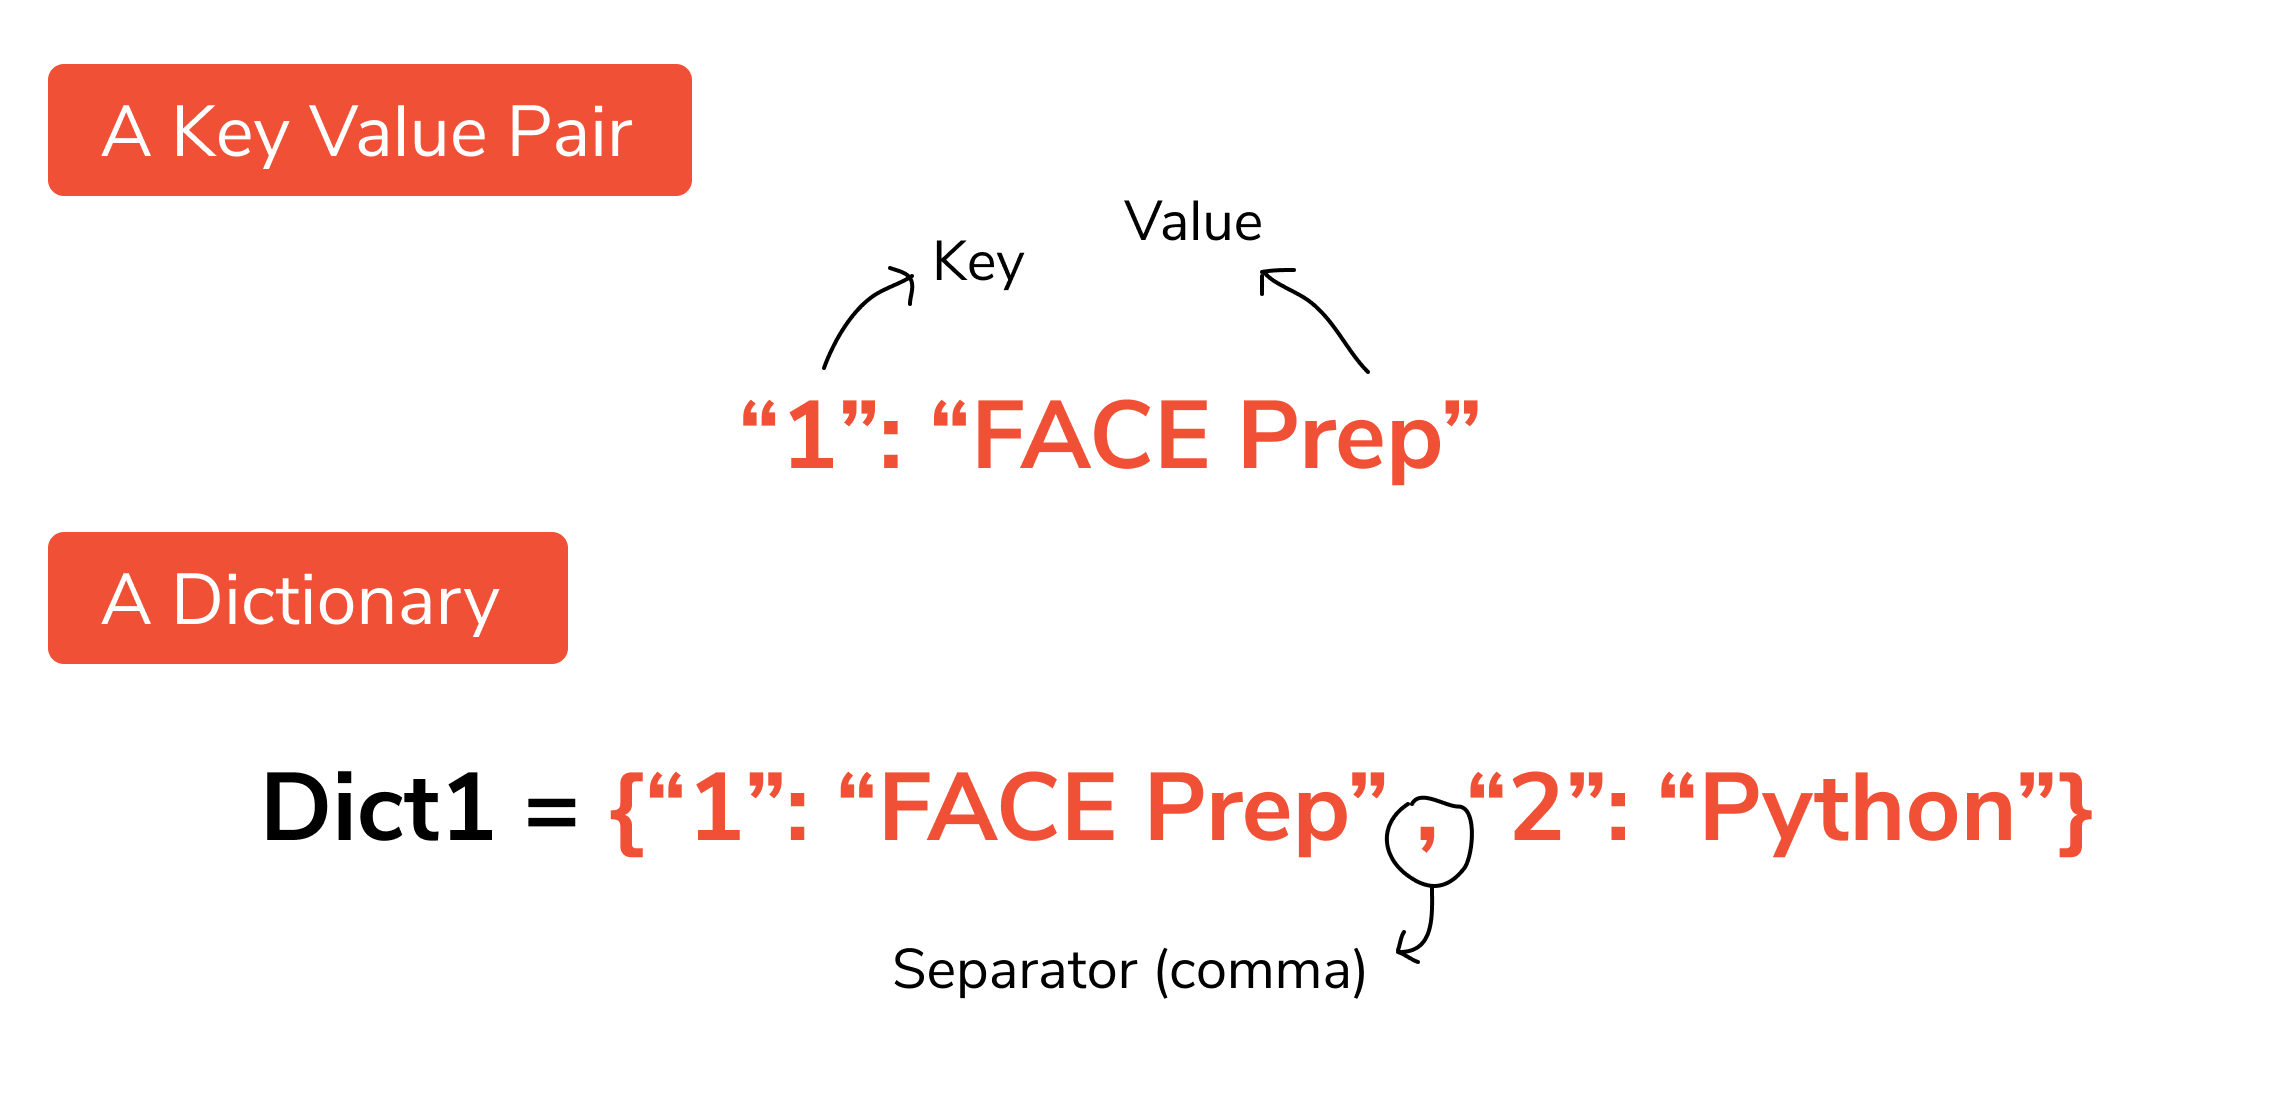 A Key Value Pair
Value
Key
“1”: “FACE Prep”
A Dictionary
Dict1 = {“1”: “FACE Prep” , “2”: “Python”}
Separator (comma)